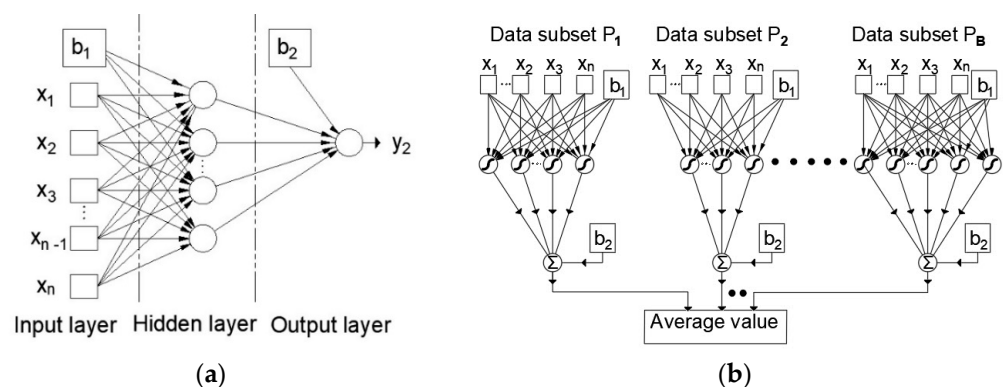 b₁
b₂
x₁
x₂
x₃
xₙ₋₁
xₙ
y₂
Input layer Hidden layer Output layer
(a)
Data subset P₁ Data subset P₂ Data subset P_B
x₁ x₂ x₃ xₙ x₁ x₂ x₃ xₙ x₁ x₂ x₃ xₙ
b₁ b₁ b₁
b₂ b₂ b₂
Σ Σ Σ
Average value
(b)